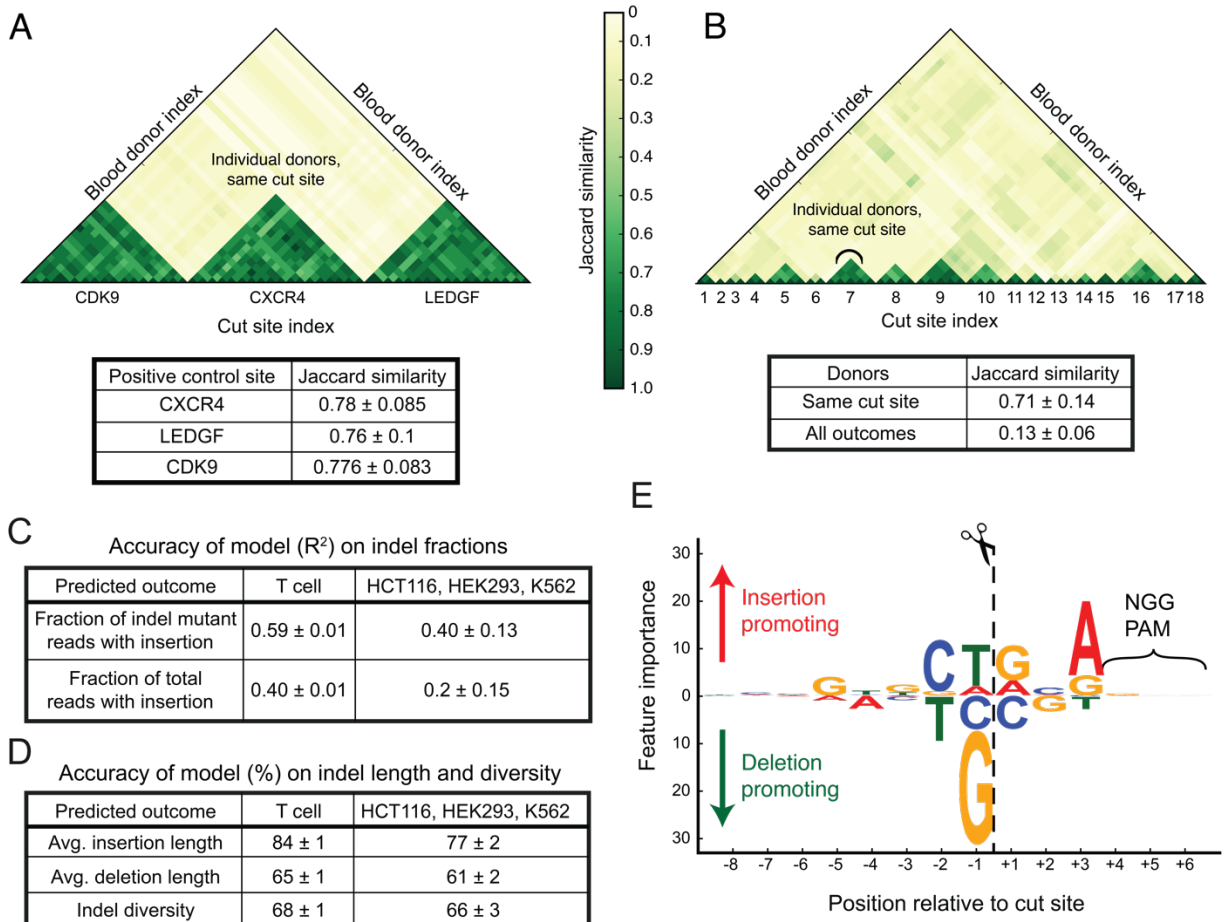 A
Blood donor index
Blood donor index
Individual donors,
same cut site
CDK9
CXCR4
LEDGF
Cut site index
Positive control site
Jaccard similarity
CXCR4
0.78 ± 0.085
LEDGF
0.76 ± 0.1
CDK9
0.776 ± 0.083
Jaccard similarity
0
0.1
0.2
0.3
0.4
0.5
0.6
0.7
0.8
0.9
1.0
B
Blood donor index
Blood donor index
Individual donors,
same cut site
1 2 3 4 5 6 7 8 9 10 11 12 13 14 15 16 17 18
Cut site index
Donors
Jaccard similarity
Same cut site
0.71 ± 0.14
All outcomes
0.13 ± 0.06
C
Accuracy of model (R²) on indel fractions
Predicted outcome
T cell
HCT116, HEK293, K562
Fraction of indel mutant
reads with insertion
0.59 ± 0.01
0.40 ± 0.13
Fraction of total
reads with insertion
0.40 ± 0.01
0.2 ± 0.15
D
Accuracy of model (%) on indel length and diversity
Predicted outcome
T cell
HCT116, HEK293, K562
Avg. insertion length
84 ± 1
77 ± 2
Avg. deletion length
65 ± 1
61 ± 2
Indel diversity
68 ± 1
66 ± 3
E
Feature importance
30
20
10
0
10
20
30
Insertion
promoting
Deletion
promoting
NGG
PAM
G
A
T
A
G
C
C
G
T
T
A
C
G
G
A
C
C
G
A
G
T
-8 -7 -6 -5 -4 -3 -2 -1 +1 +2 +3 +4 +5 +6
Position relative to cut site